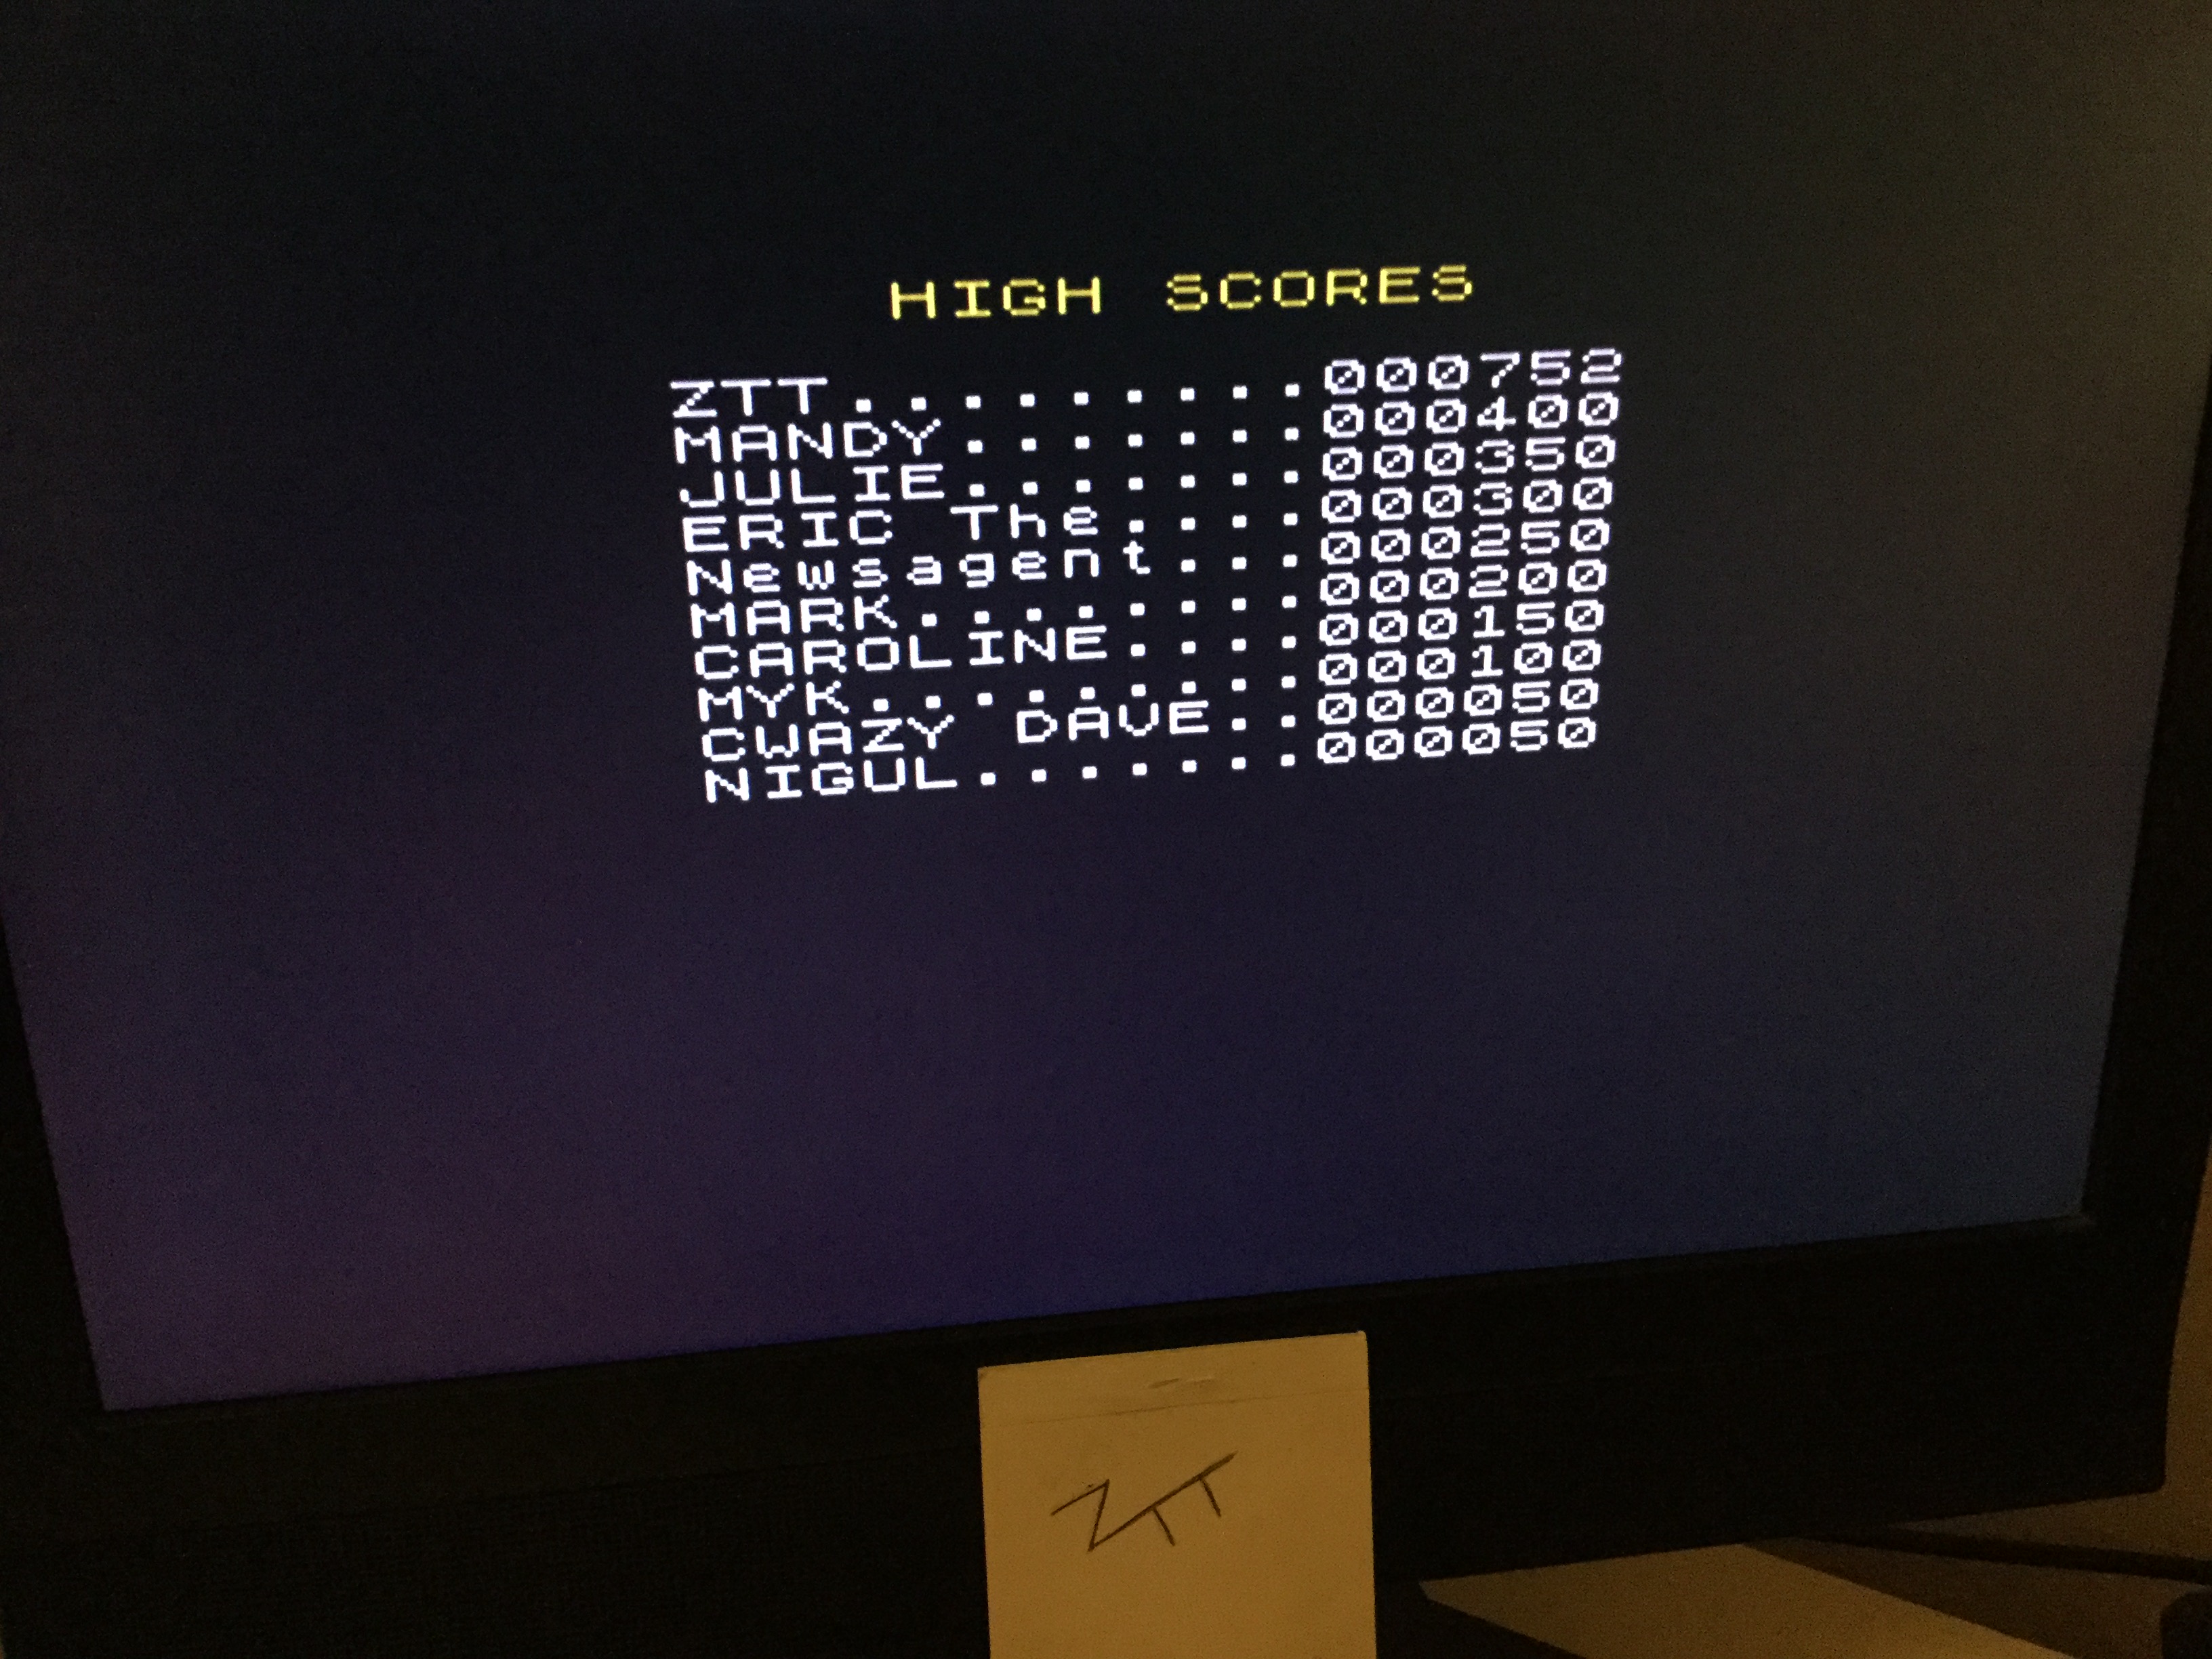 HIGH SCORES
ZTT.........000752
MANDY.......000400
JULIE.......000350
ERIC The....000300
Newsagent...000250
MARK........000200
CAROLINE....000150
MYK.........000100
CWAZY DAVE..000050
NIGUL.......000050
ZTT